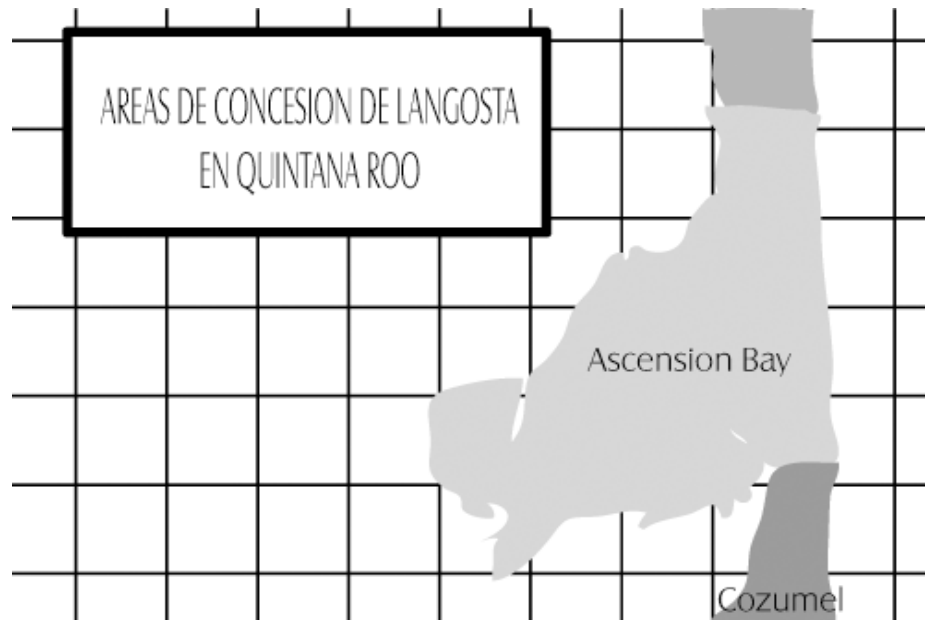 AREAS DE CONCESION DE LANGOSTA
EN QUINTANA ROO
Ascension Bay
Cozumel